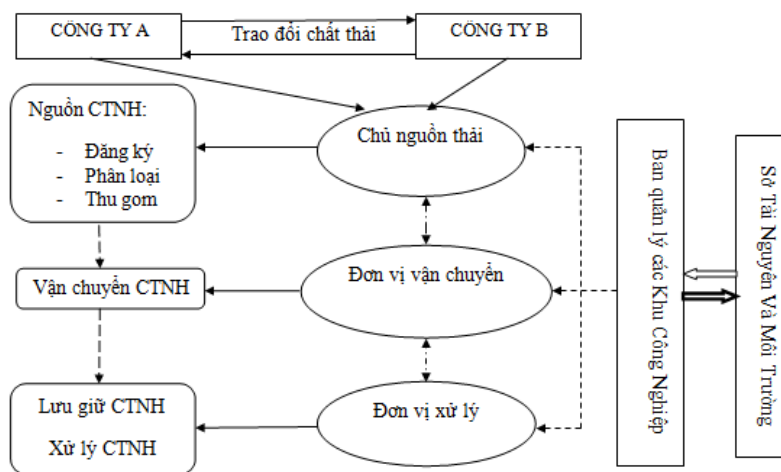 CÔNG TY A
Trao đổi chất thải
CÔNG TY B
Nguồn CTNH:
- Đăng ký
- Phân loại
- Thu gom
Chủ nguồn thải
Vận chuyển CTNH
Đơn vị vận chuyển
Lưu giữ CTNH
Xử lý CTNH
Đơn vị xử lý
Ban quản lý các Khu Công Nghiệp
Sở Tài Nguyên Và Môi Trường